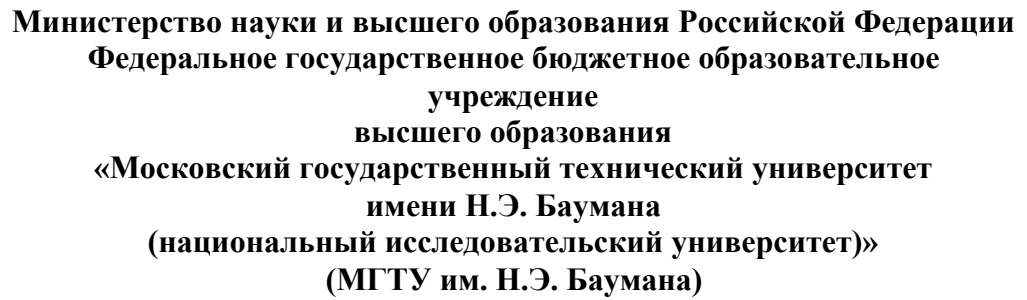 Министерство науки и высшего образования Российской Федерации
Федеральное государственное бюджетное образовательное
учреждение
высшего образования
«Московский государственный технический университет
имени Н.Э. Баумана
(национальный исследовательский университет)»
(МГТУ им. Н.Э. Баумана)